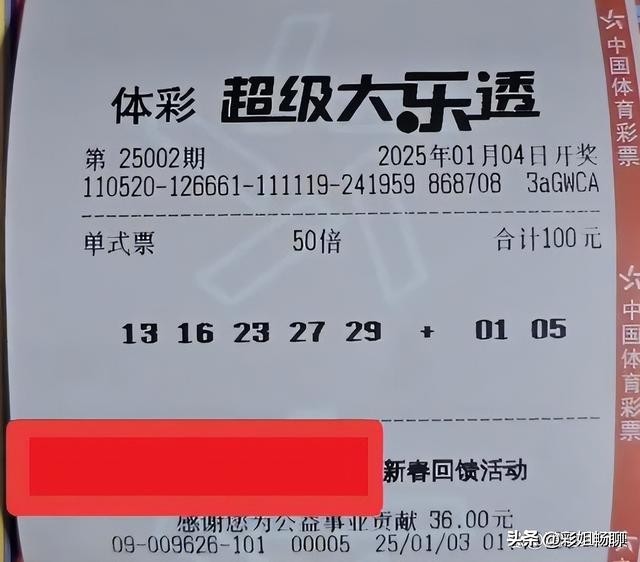 体彩 超级大乐透
第 25002期 2025年01月04日开奖
110520-126661-111119-241959 868708 3aGWCA
单式票 50倍 合计100元
13 16 23 27 29 + 01 05
新春回馈活动
感谢您为公益事业贡献 36.00元
09-009626-101 00005 25/01/03
头条@彩姐畅聊
中国体育彩票
中国体育彩票